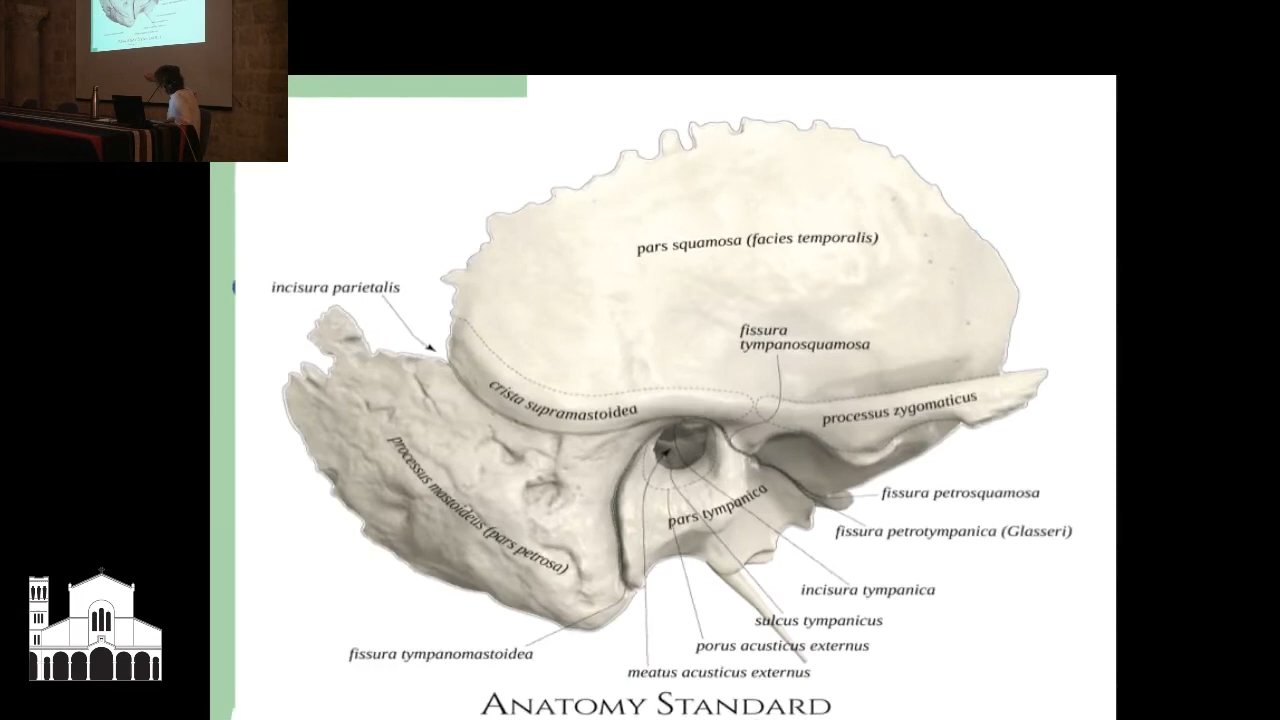 pars squamosa (facies temporalis)
incisura parietalis
fissura
tympanosquamosa
crista supramastoidea
processus zygomaticus
processus mastoideus (pars petrosa)
pars tympanica
fissura petrosquamosa
fissura petrotympanica (Glasseri)
incisura tympanica
sulcus tympanicus
porus acusticus externus
fissura tympanomastoidea
meatus acusticus externus
ANATOMY STANDARD